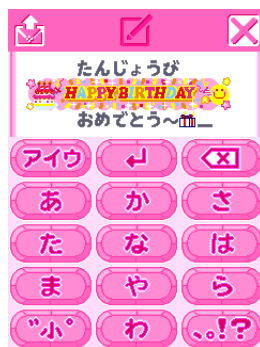 たんじょうび
HAPPY BIRTHDAY
おめでとう～
アイウ
あ か さ
た な は
ま や ら
゛小゜ わ 、。!?